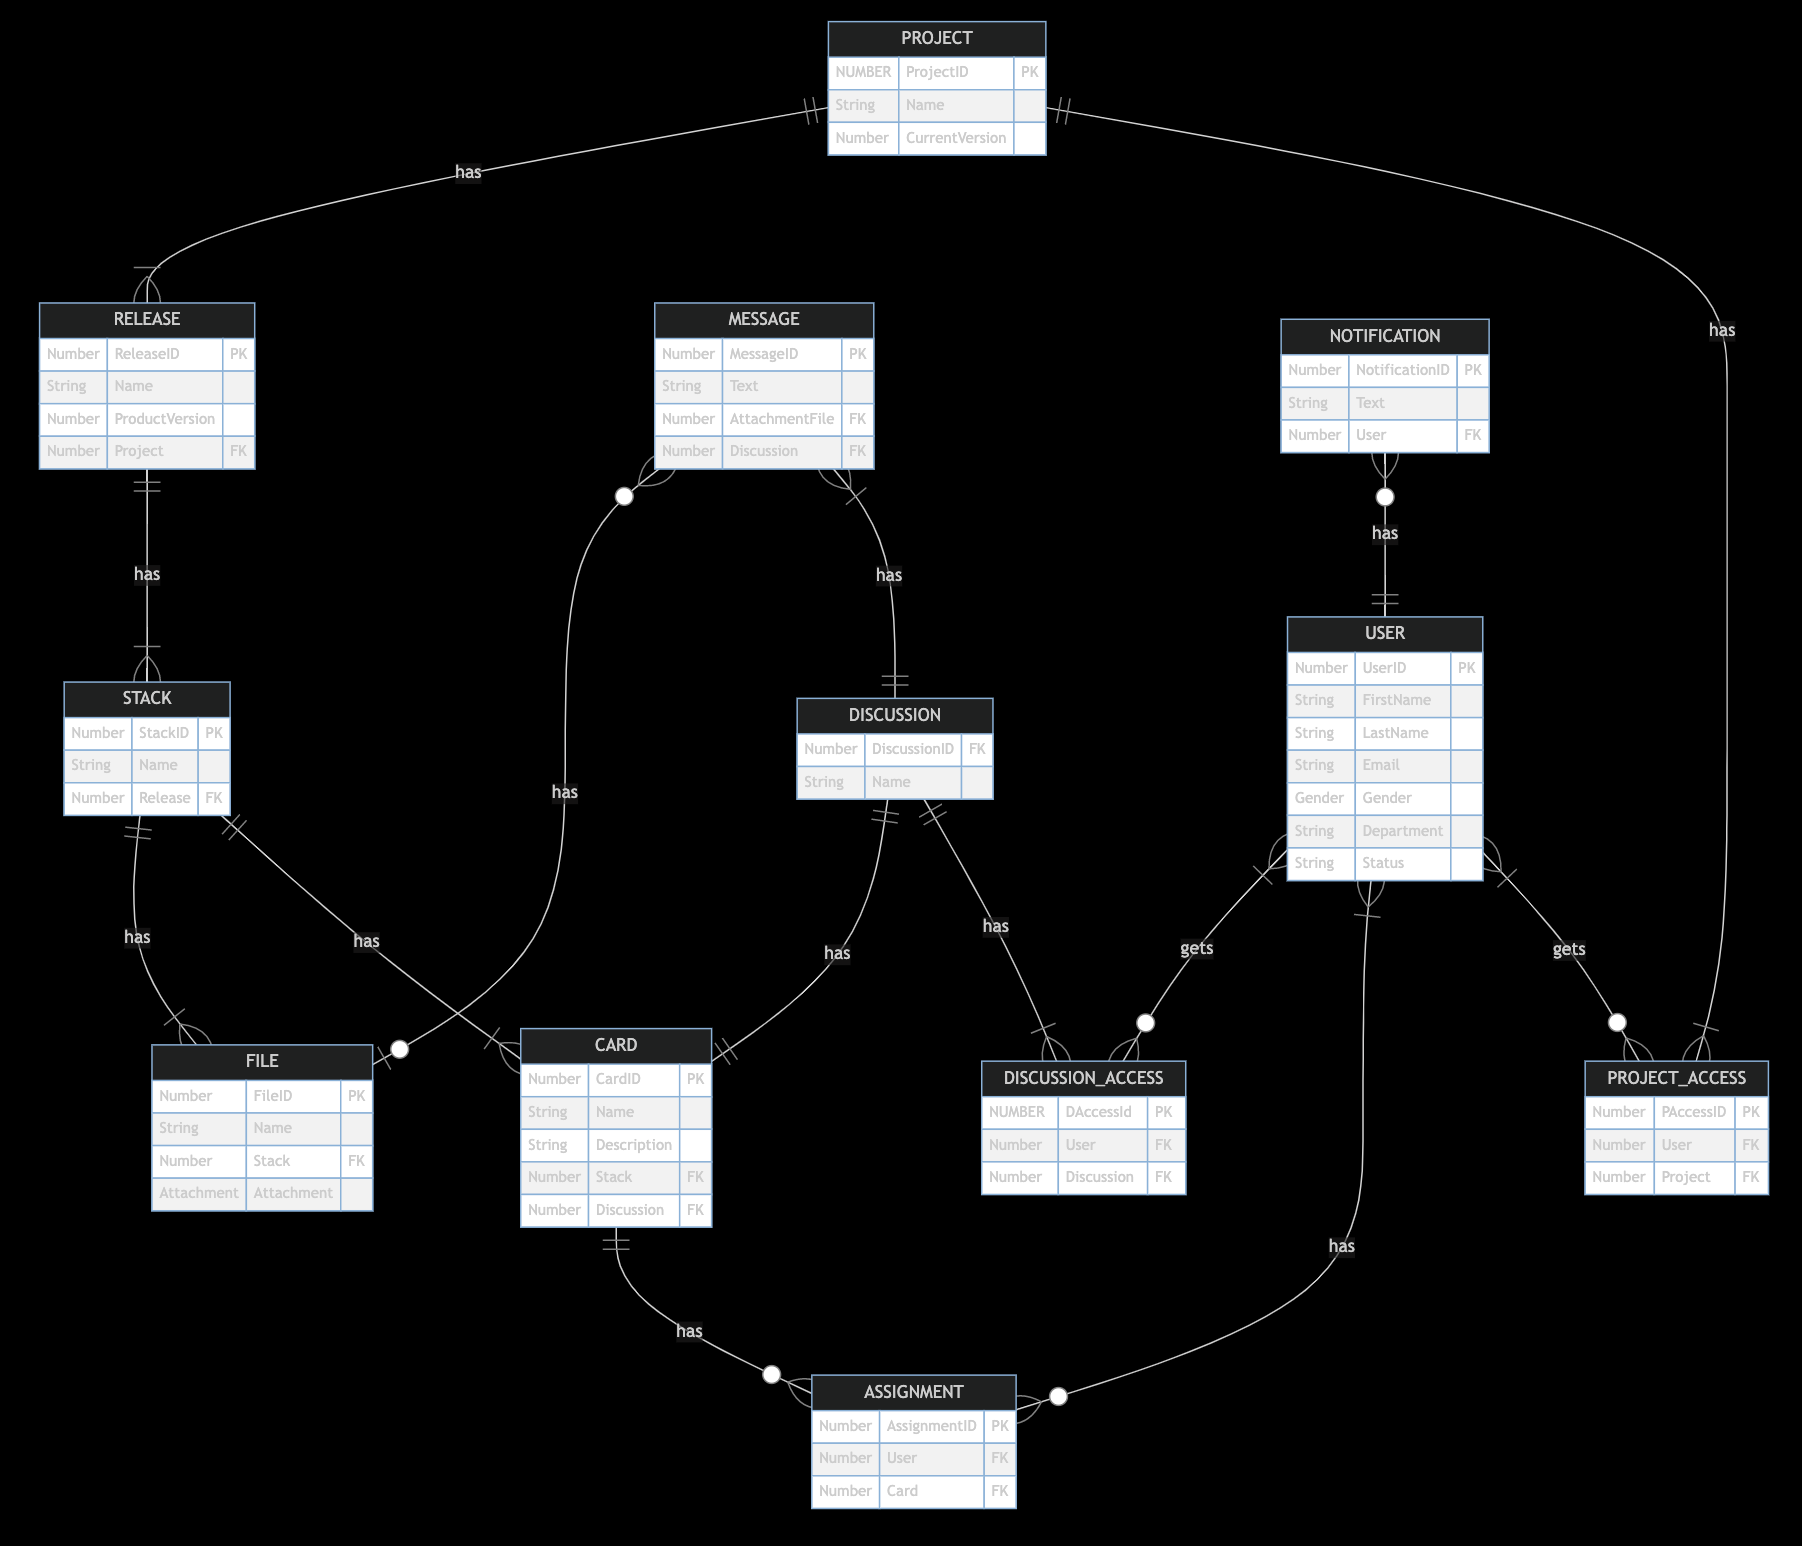 PROJECT
NUMBER ProjectID PK
String Name
Number CurrentVersion
has
has
RELEASE
Number ReleaseID PK
String Name
Number ProductVersion
Number Project FK
MESSAGE
Number MessageID PK
String Text
Number AttachmentFile FK
Number Discussion FK
NOTIFICATION
Number NotificationID PK
String Text
Number User FK
has
has
has
STACK
Number StackID PK
String Name
Number Release FK
has
DISCUSSION
Number DiscussionID FK
String Name
USER
Number UserID PK
String FirstName
String LastName
String Email
Gender Gender
String Department
String Status
has
has
has
has
gets
gets
FILE
Number FileID PK
String Name
Number Stack FK
Attachment Attachment
CARD
Number CardID PK
String Name
String Description
Number Stack FK
Number Discussion FK
DISCUSSION_ACCESS
NUMBER DAccessId PK
Number User FK
Number Discussion FK
PROJECT_ACCESS
Number PAccessID PK
Number User FK
Number Project FK
has
has
ASSIGNMENT
Number AssignmentID PK
Number User FK
Number Card FK